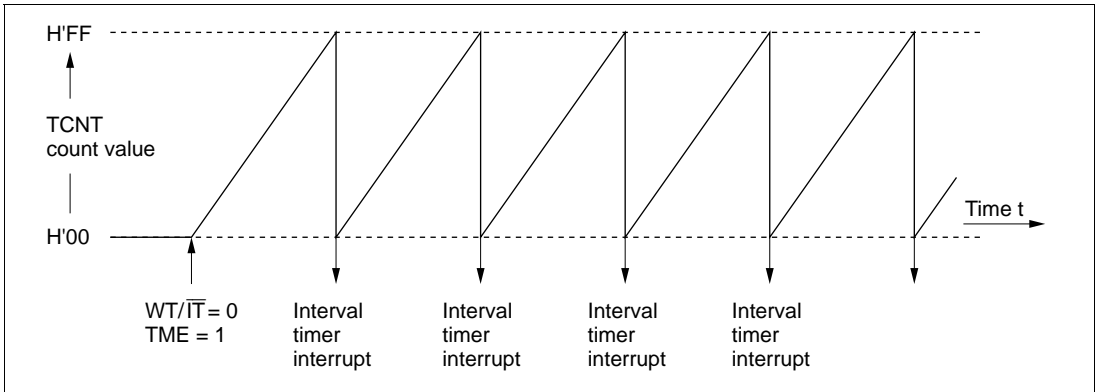 H'FF
TCNT
count value
H'00
Time t
WT/I̅T̅ = 0
TME = 1
Interval
timer
interrupt
Interval
timer
interrupt
Interval
timer
interrupt
Interval
timer
interrupt